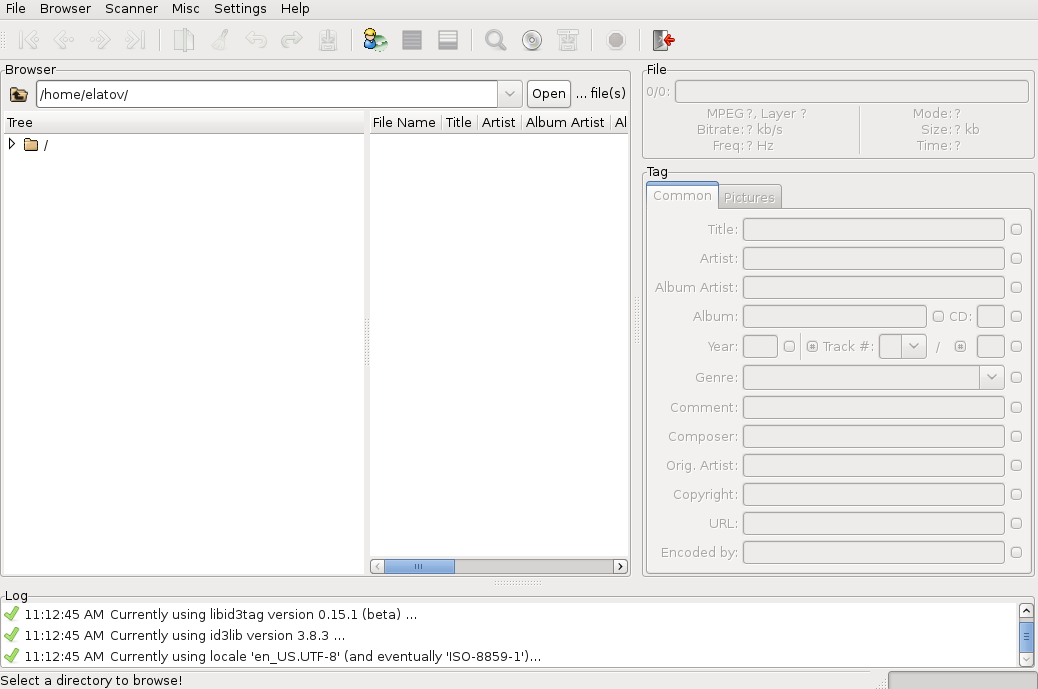 File Browser Scanner Misc Settings Help
Browser
/home/elatov/ Open ... file(s)
Tree
/
File Name Title Artist Album Artist Al
File
0/0:
MPEG ?, Layer ?
Bitrate: ? kb/s
Freq: ? Hz
Mode: ?
Size: ? kb
Time: ?
Tag
Common Pictures
Title:
Artist:
Album Artist:
Album: CD:
Year: # Track #: / #
Genre:
Comment:
Composer:
Orig. Artist:
Copyright:
URL:
Encoded by:
Log
11:12:45 AM Currently using libid3tag version 0.15.1 (beta) ...
11:12:45 AM Currently using id3lib version 3.8.3 ...
11:12:45 AM Currently using locale 'en_US.UTF-8' (and eventually 'ISO-8859-1')...
Select a directory to browse!